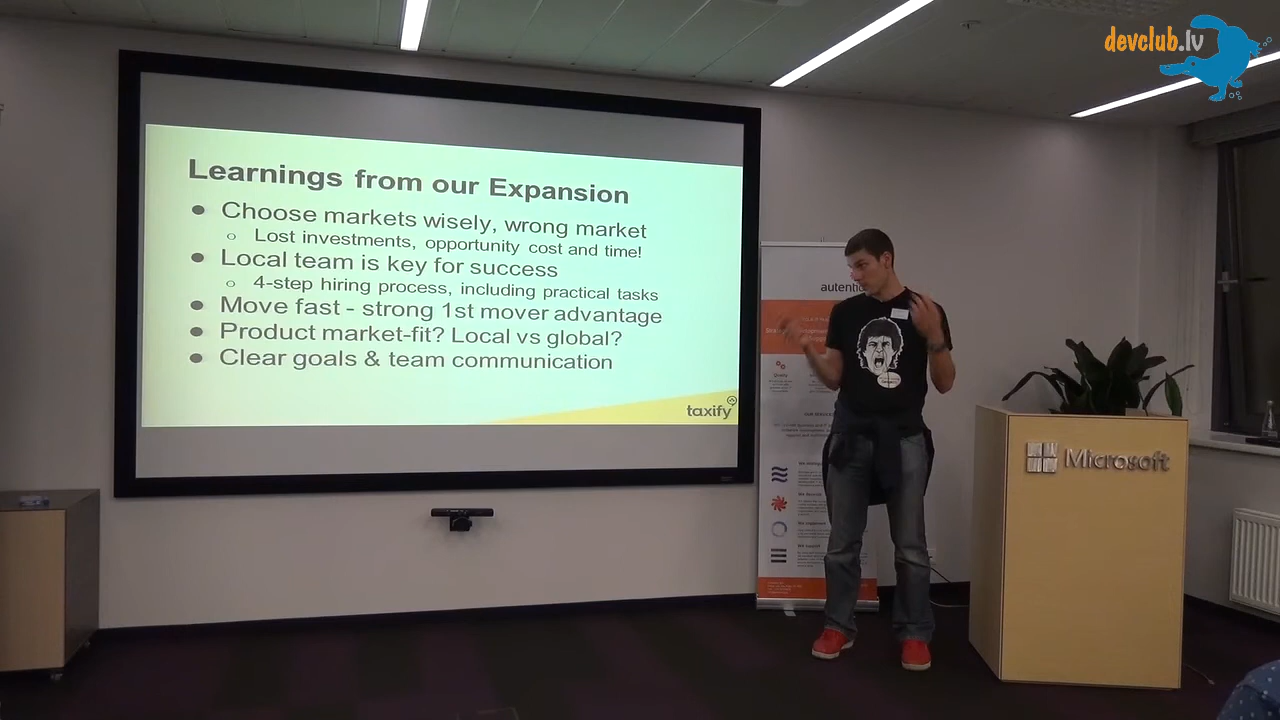 devclub.lv
Learnings from our Expansion
● Choose markets wisely, wrong market
○ Lost investments, opportunity cost and time!
● Local team is key for success
○ 4-step hiring process, including practical tasks
● Move fast - strong 1st mover advantage
● Product market-fit? Local vs global?
● Clear goals & team communication
taxify
Microsoft